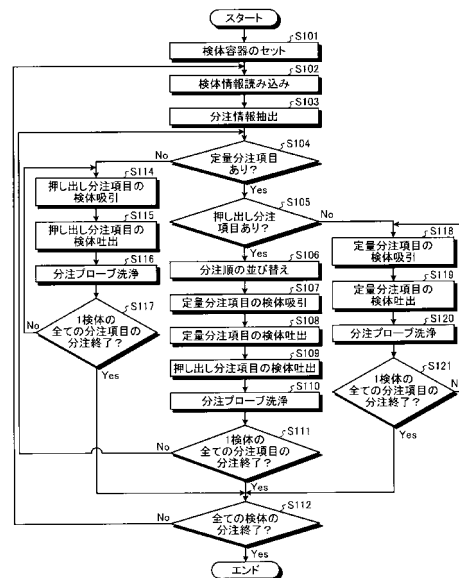 スタート
S101
検体容器のセット
S102
検体情報読み込み
S103
分注情報抽出
S104
定量分注項目
あり？
No
Yes
S114
押し出し分注項目の
検体吸引
S115
押し出し分注項目の
検体吐出
S116
分注プローブ洗浄
S117
1検体の
全ての分注項目の
分注終了？
No
Yes
S105
押し出し分注
項目あり？
No
Yes
S106
分注順の並び替え
S107
定量分注項目の検体吸引
S108
定量分注項目の検体吐出
S109
押し出し分注項目の検体吐出
S110
分注プローブ洗浄
S111
1検体の
全ての分注項目の
分注終了？
No
Yes
S118
定量分注項目の
検体吸引
S119
定量分注項目の
検体吐出
S120
分注プローブ洗浄
S121
1検体の
全ての分注項目の
分注終了？
No
Yes
S112
全ての検体の
分注終了？
No
Yes
エンド